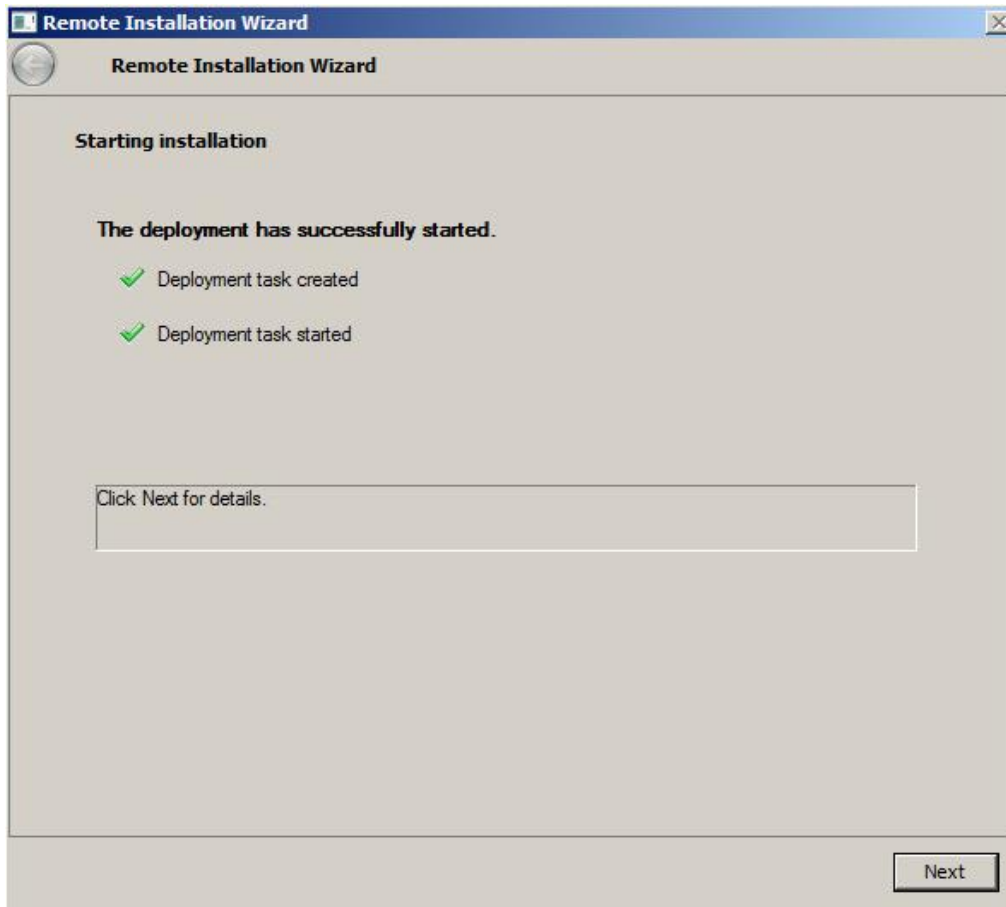 Remote Installation Wizard
Remote Installation Wizard
Starting installation
The deployment has successfully started.
Deployment task created
Deployment task started
Click Next for details.
Next